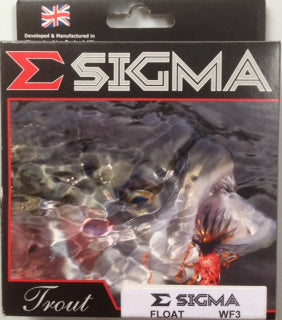 Developed & Manufactured in
Σ SIGMA
Trout
Σ SIGMA
FLOAT WF3